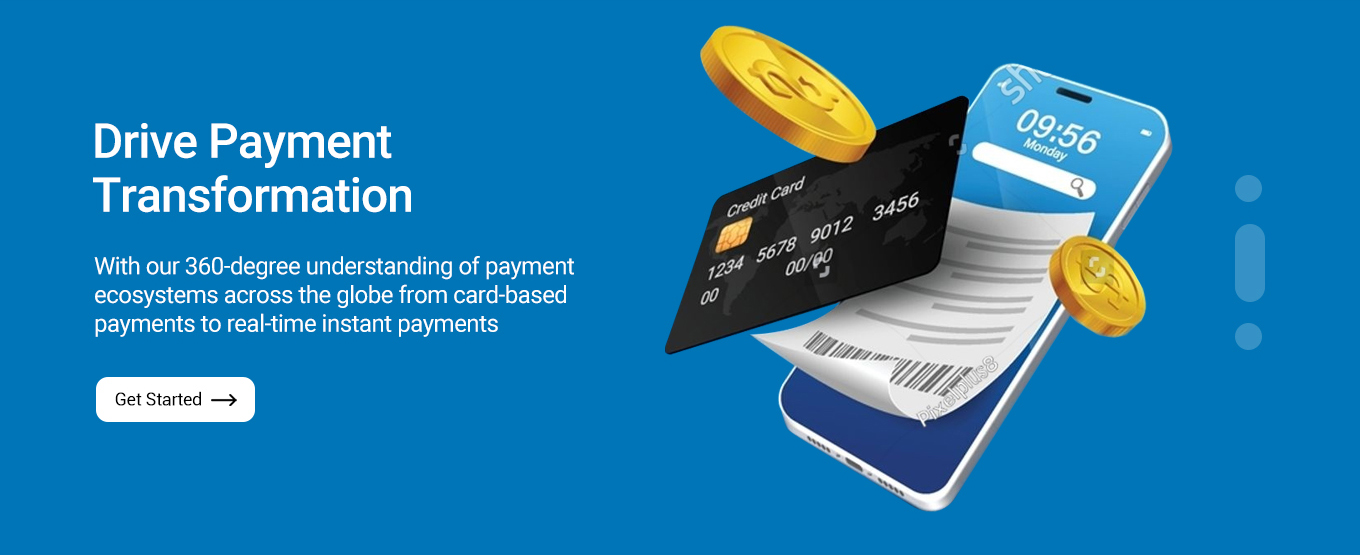 Drive Payment
Transformation
With our 360-degree understanding of payment
ecosystems across the globe from card-based
payments to real-time instant payments
Get Started
Credit Card
1234 5678 9012 3456
00/00
00
09:56
Monday
Pixelplus8